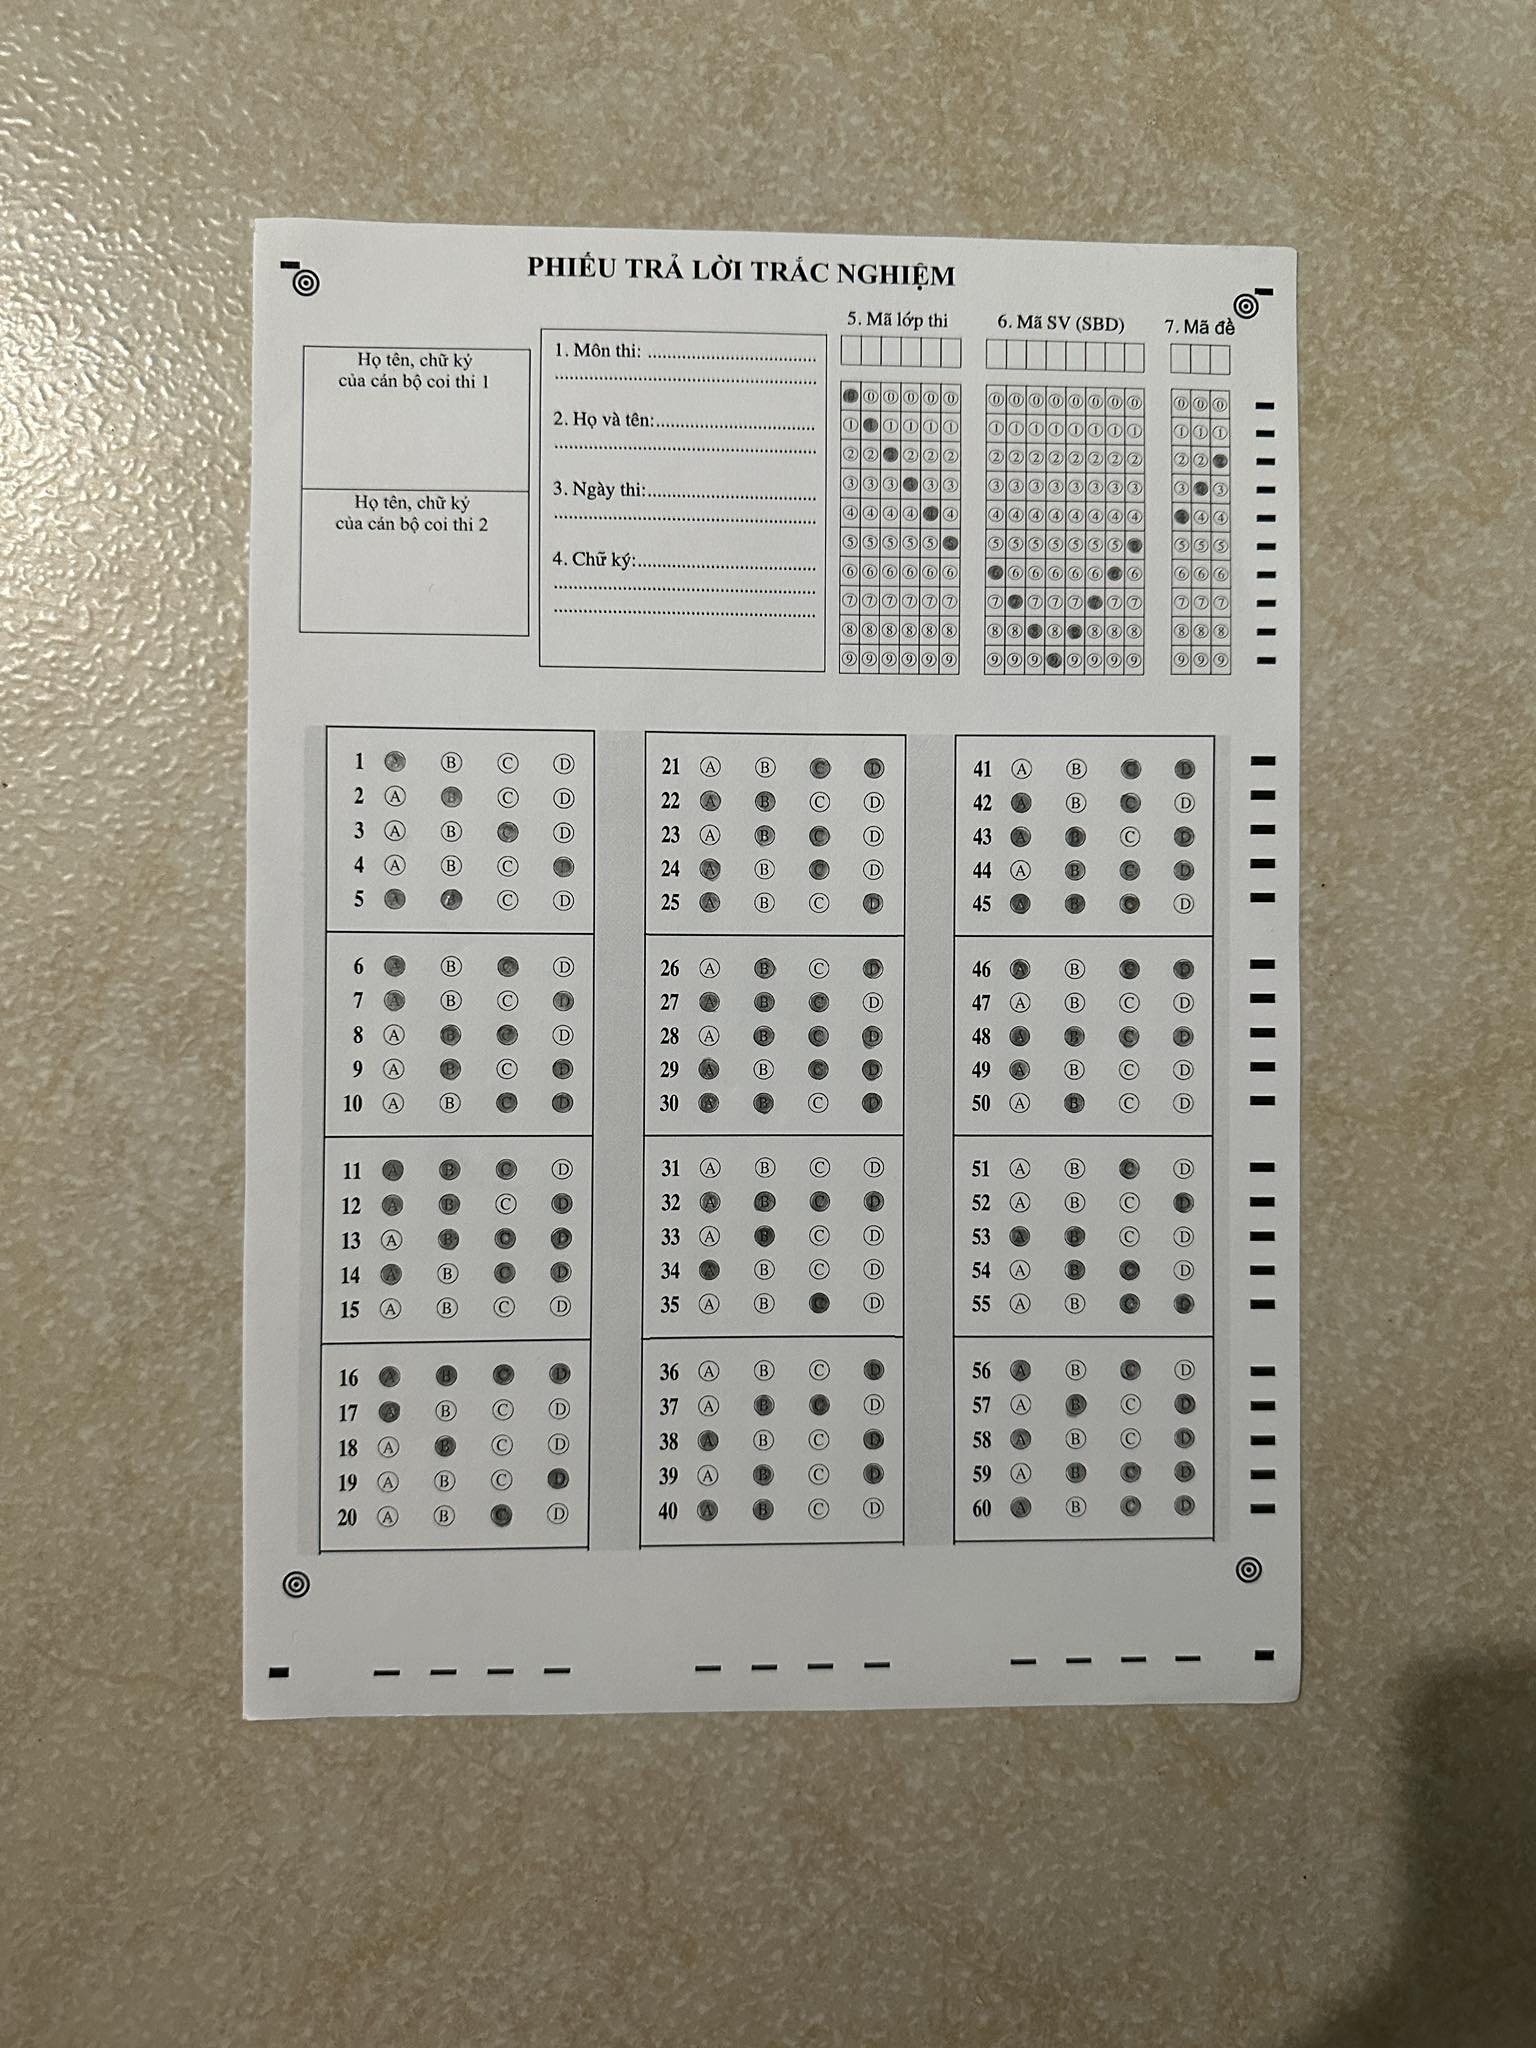 PHIẾU TRẢ LỜI TRẮC NGHIỆM
Họ tên, chữ ký
của cán bộ coi thi 1
Họ tên, chữ ký
của cán bộ coi thi 2
1. Môn thi: ..................................
2. Họ và tên:................................
3. Ngày thi:..................................
4. Chữ ký:....................................
5. Mã lớp thi
6. Mã SV (SBD)
7. Mã đề
0 0 0 0 0 0 0 0 0 0 0 0 0 0 0 0 0
1 1 1 1 1 1 1 1 1 1 1 1 1 1 1 1 1
2 2 2 2 2 2 2 2 2 2 2 2 2 2 2 2 2
3 3 3 3 3 3 3 3 3 3 3 3 3 3 3 3 3
4 4 4 4 4 4 4 4 4 4 4 4 4 4 4 4 4
5 5 5 5 5 5 5 5 5 5 5 5 5 5 5 5 5
6 6 6 6 6 6 6 6 6 6 6 6 6 6 6 6 6
7 7 7 7 7 7 7 7 7 7 7 7 7 7 7 7 7
8 8 8 8 8 8 8 8 8 8 8 8 8 8 8 8 8
9 9 9 9 9 9 9 9 9 9 9 9 9 9 9 9 9
1 A B C D
2 A B C D
3 A B C D
4 A B C D
5 A B C D
6 A B C D
7 A B C D
8 A B C D
9 A B C D
10 A B C D
11 A B C D
12 A B C D
13 A B C D
14 A B C D
15 A B C D
16 A B C D
17 A B C D
18 A B C D
19 A B C D
20 A B C D
21 A B C D
22 A B C D
23 A B C D
24 A B C D
25 A B C D
26 A B C D
27 A B C D
28 A B C D
29 A B C D
30 A B C D
31 A B C D
32 A B C D
33 A B C D
34 A B C D
35 A B C D
36 A B C D
37 A B C D
38 A B C D
39 A B C D
40 A B C D
41 A B C D
42 A B C D
43 A B C D
44 A B C D
45 A B C D
46 A B C D
47 A B C D
48 A B C D
49 A B C D
50 A B C D
51 A B C D
52 A B C D
53 A B C D
54 A B C D
55 A B C D
56 A B C D
57 A B C D
58 A B C D
59 A B C D
60 A B C D